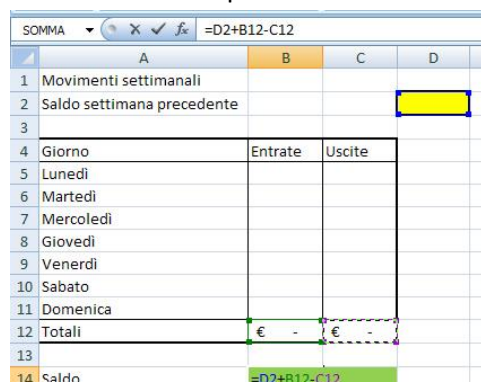 SOMMA fx =D2+B12-C12
A B C D
1 Movimenti settimanali
2 Saldo settimana precedente
3
4 Giorno Entrate Uscite
5 Lunedì
6 Martedì
7 Mercoledì
8 Giovedì
9 Venerdì
10 Sabato
11 Domenica
12 Totali € - € -
13
14 Saldo =D2+B12-C12